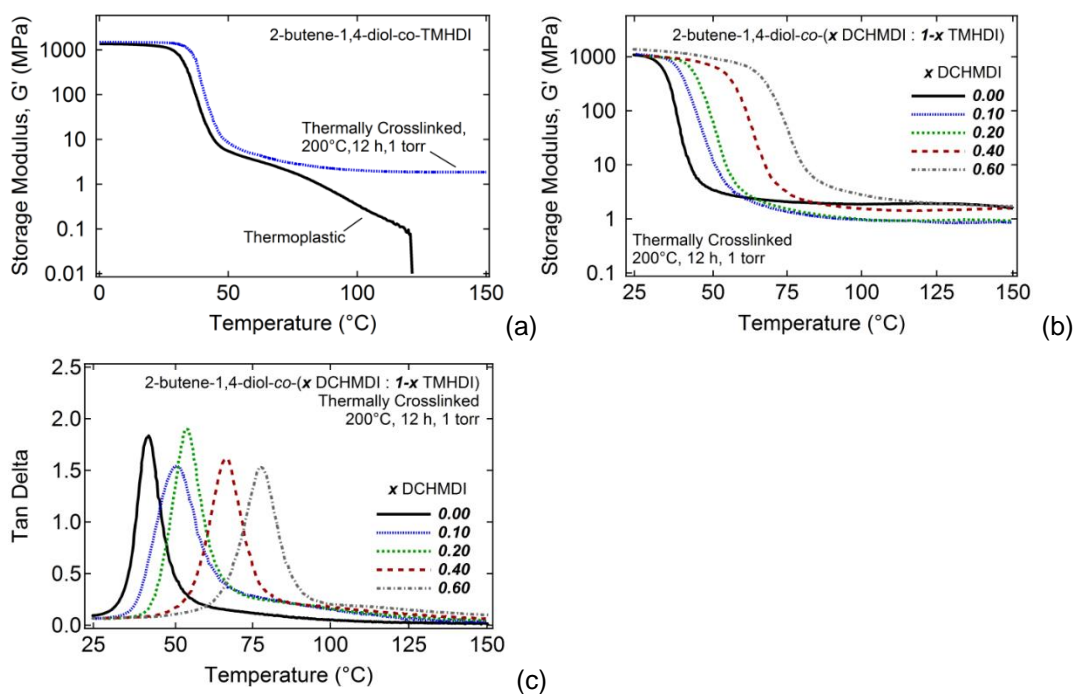 2-butene-1,4-diol-co-TMHDI
Storage Modulus, G' (MPa)
1000
100
10
1
0.1
0.01
Thermally Crosslinked,
200°C,12 h,1 torr
Thermoplastic
0
50
100
150
Temperature (°C)
(a)
2-butene-1,4-diol-co-(x DCHMDI : 1-x TMHDI)
Storage Modulus, G' (MPa)
1000
100
10
1
0.1
x DCHMDI
0.00
0.10
0.20
0.40
0.60
Thermally Crosslinked
200°C, 12 h, 1 torr
25
50
75
100
125
150
Temperature (°C)
(b)
2-butene-1,4-diol-co-(x DCHMDI : 1-x TMHDI)
Thermally Crosslinked
200°C, 12 h, 1 torr
Tan Delta
2.5
2.0
1.5
1.0
0.5
0.0
x DCHMDI
0.00
0.10
0.20
0.40
0.60
25
50
75
100
125
150
Temperature (°C)
(c)